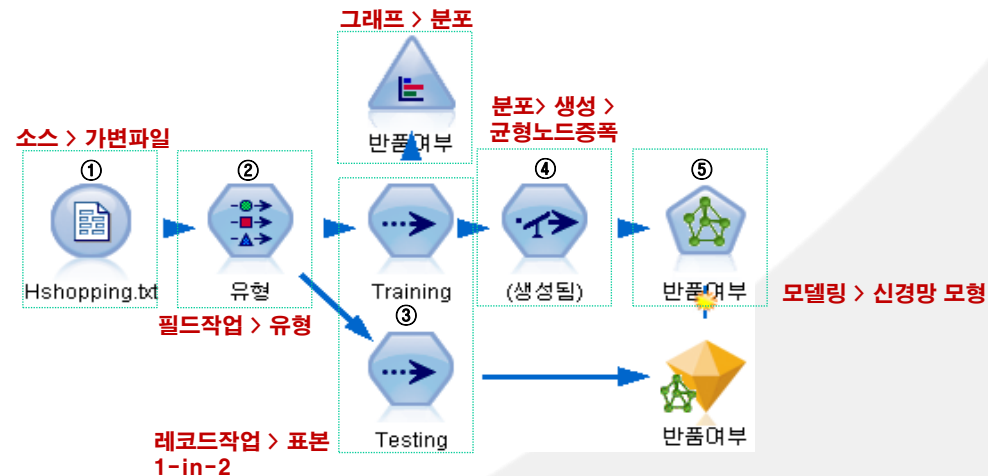 그래프 > 분포
반품여부
분포> 생성 >
균형노드증폭
소스 > 가변파일
①
②
④
⑤
Hshopping.txt
유형
Training
(생성됨)
반품여부
모델링 > 신경망 모형
필드작업 > 유형
③
Testing
반품여부
레코드작업 > 표본
1-in-2